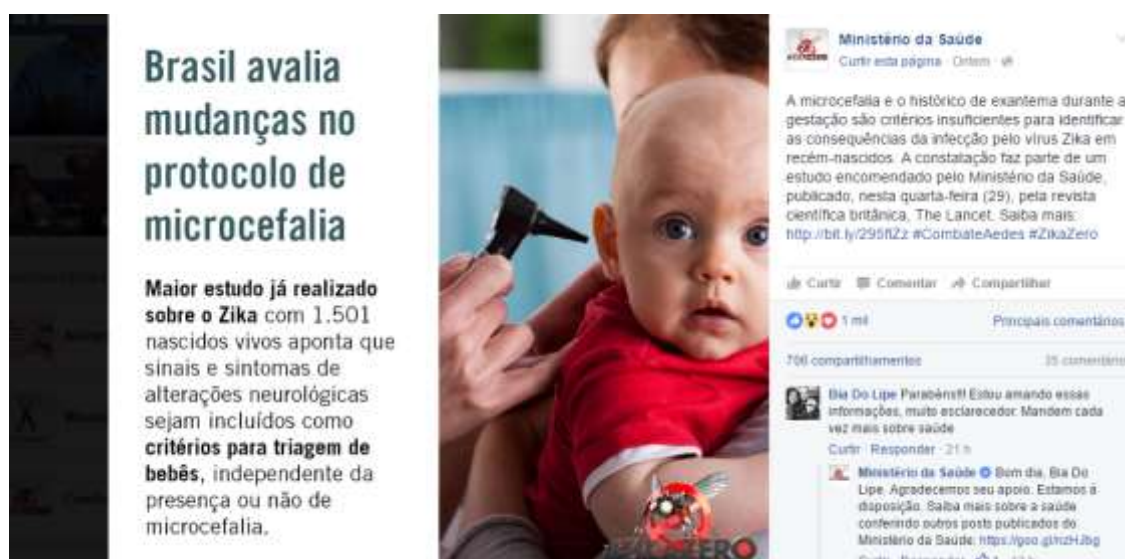 Brasil avalia
mudanças no
protocolo de
microcefalia
Maior estudo já realizado
sobre o Zika com 1.501
nascidos vivos aponta que
sinais e sintomas de
alterações neurológicas
sejam incluídos como
critérios para triagem de
bebês, independente da
presença ou não de
microcefalia.
Ministério da Saúde
Curtir esta página · Ontem ·
A microcefalia e o histórico de exantema durante a
gestação são critérios insuficientes para identificar
as consequências da infecção pelo vírus Zika em
recém-nascidos. A constatação faz parte de um
estudo encomendado pelo Ministério da Saúde,
publicado, nesta quarta-feira (29), pela revista
científica britânica, The Lancet. Saiba mais:
#CombateAedes #ZikaZero
Curtir Comentar Compartilhar
1 mil Principais comentários
706 compartilhamentos 35 comentários
Bia Do Lipe Parabéns!!! Estou amando essas
informações, muito esclarecedor. Mandem cada
vez mais sobre saúde
Curtir · Responder · 21 h
Ministério da Saúde Bom dia, Bia Do
Lipe. Agradecemos seu apoio. Estamos à
disposição. Saiba mais sobre a saúde
conferindo outros posts publicados do
Ministério da Saúde: